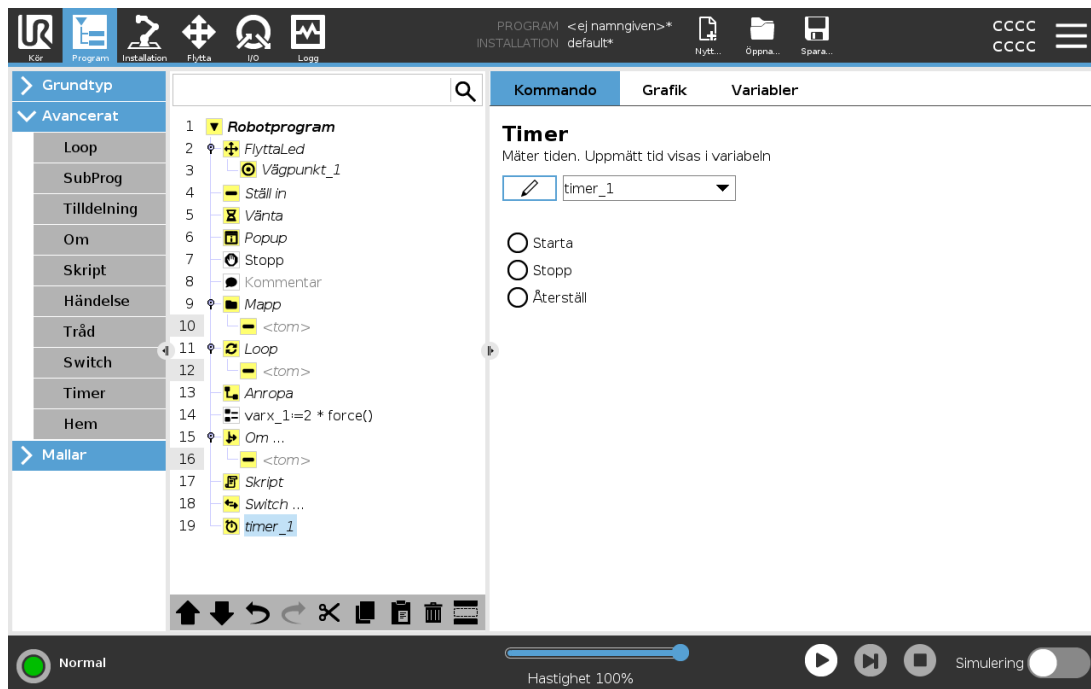 PROGRAM <ej namngiven>*
INSTALLATION default*
CCCC
CCCC
Kör
Program
Installation
Flytta
I/O
Logg
Nytt...
Öppna...
Spara...
Grundtyp
Avancerat
Loop
SubProg
Tilldelning
Om
Skript
Händelse
Tråd
Switch
Timer
Hem
Mallar
1 Robotprogram
2 FlyttaLed
3 Vägpunkt_1
4 Ställ in
5 Vänta
6 Popup
7 Stopp
8 Kommentar
9 Mapp
10 <tom>
11 Loop
12 <tom>
13 Anropa
14 varx_1:=2 * force()
15 Om ...
16 <tom>
17 Skript
18 Switch ...
19 timer_1
Kommando
Grafik
Variabler
Timer
Mäter tiden. Uppmätt tid visas i variabeln
timer_1
Starta
Stopp
Återställ
Normal
Hastighet 100%
Simulering